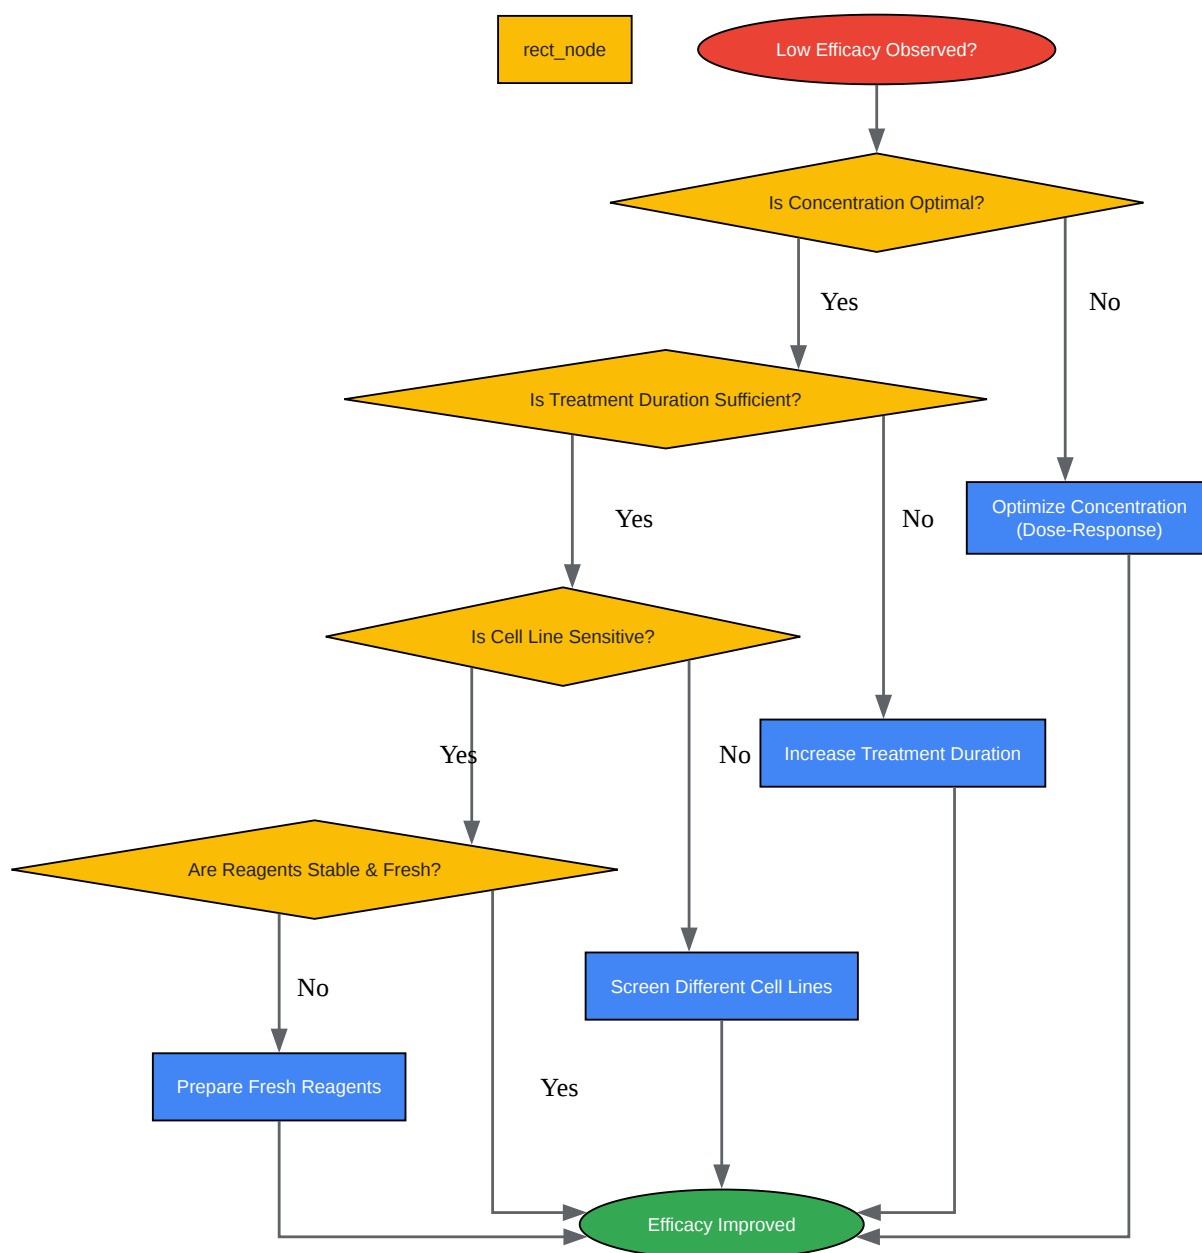 rect_node
Low Efficacy Observed?
Is Concentration Optimal?
Yes
No
Is Treatment Duration Sufficient?
Yes
No
Optimize Concentration
(Dose-Response)
Is Cell Line Sensitive?
Yes
No
Increase Treatment Duration
Are Reagents Stable & Fresh?
No
Screen Different Cell Lines
Prepare Fresh Reagents
Yes
Efficacy Improved